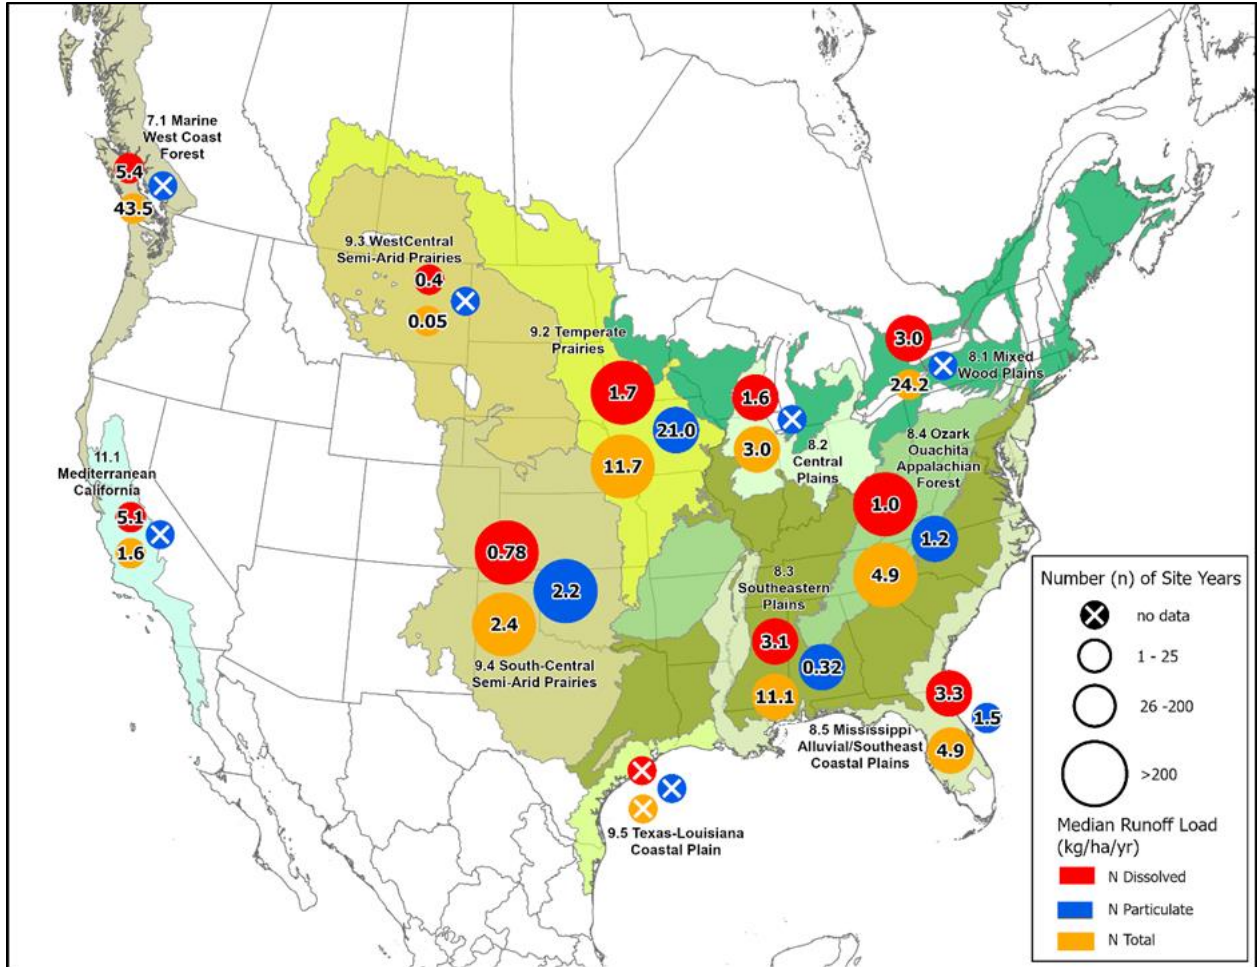 7.1 Marine
West Coast
Forest
5.4
43.5
9.3 WestCentral
Semi-Arid Prairies
0.4
0.05
9.2 Temperate
Prairies
1.7
21.0
11.7
1.6
3.0
8.2
Central
Plains
3.0
24.2
8.1 Mixed
Wood Plains
8.4 Ozark
Ouachita
Appalachian
Forest
1.0
1.2
4.9
11.1
Mediterranean
California
5.1
1.6
0.78
2.2
2.4
9.4 South-Central
Semi-Arid Prairies
8.3
Southeastern
Plains
3.1
0.32
11.1
3.3
1.5
4.9
8.5 Mississippi
Alluvial/Southeast
Coastal Plains
9.5 Texas-Louisiana
Coastal Plain
Number (n) of Site Years
no data
1 - 25
26 -200
>200
Median Runoff Load
(kg/ha/yr)
N Dissolved
N Particulate
N Total